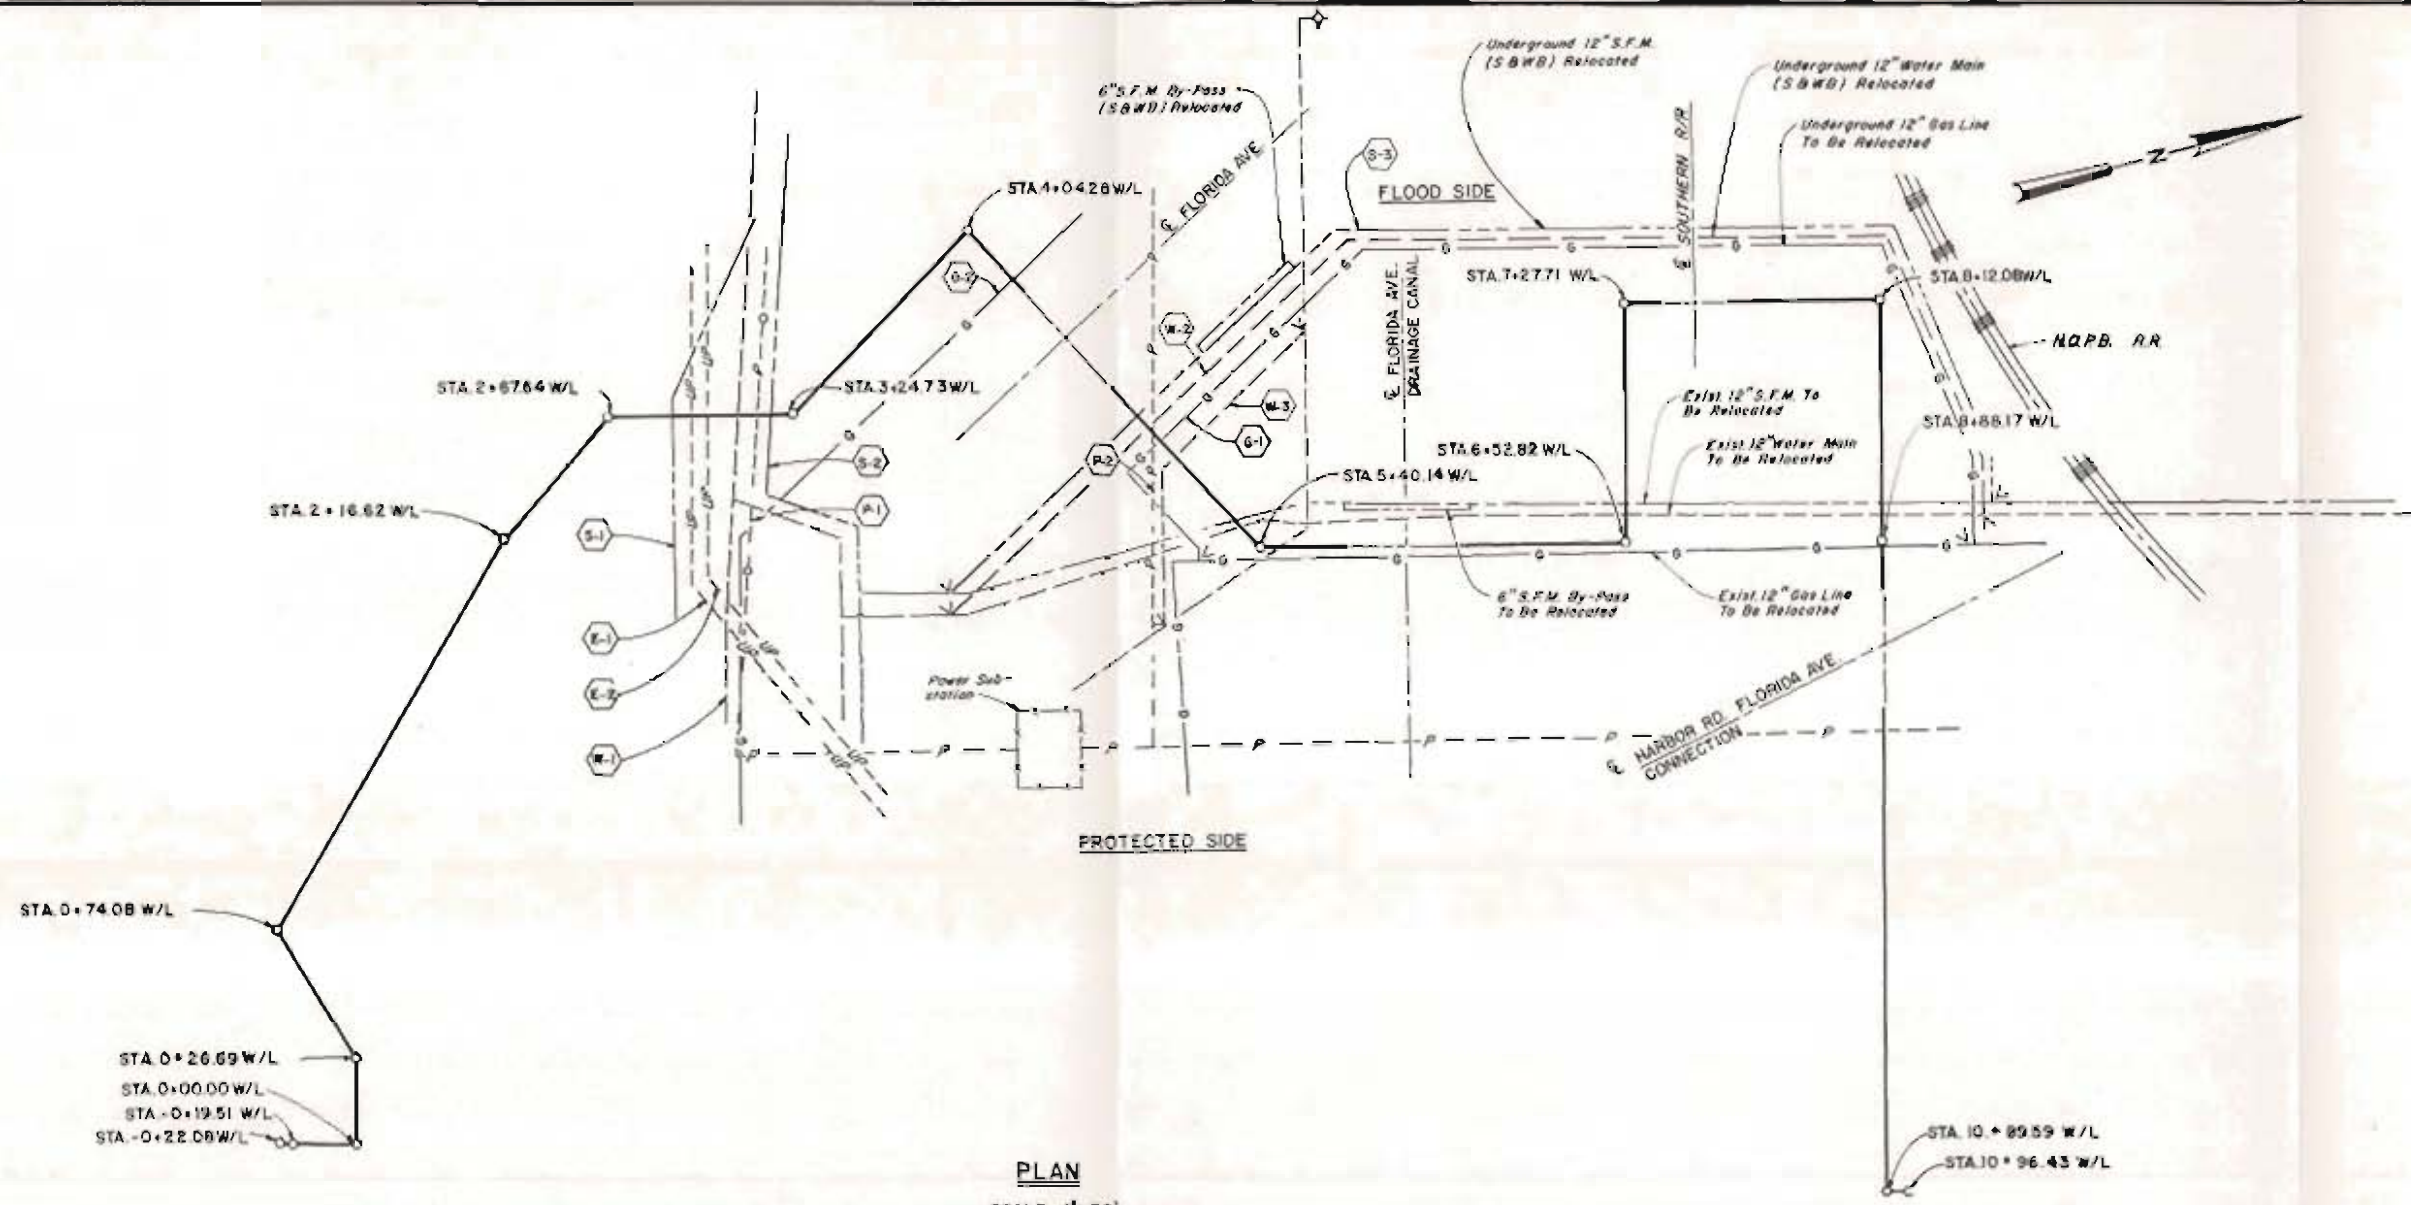 Underground 12" S.F.M.
(S&WB) Relocated
Underground 12" Water Main
(S&WB) Relocated
6" S.F.M. By-Pass
(S&WB) Relocated
Underground 12" Gas Line
To Be Relocated
SOUTHERN R/R
N
S-3
FLOOD SIDE
℄ FLORIDA AVE.
STA. 4+04.28 W/L
G-2
STA. 7+27.71 W/L
STA. 8+12.08 W/L
W-2
℄ FLORIDA AVE.
DRAINAGE CANAL
N.O.P.B. R.R.
STA. 2+67.64 W/L
STA. 3+24.73 W/L
W-3
G-1
Exist. 12" S.F.M. To
Be Relocated
STA. 8+88.17 W/L
Exist. 12" Water Main
To Be Relocated
S-2
P-2
STA. 6+52.82 W/L
STA. 5+40.14 W/L
STA. 2+16.62 W/L
P-1
S-1
6" S.F.M. By-Pass
To Be Relocated
Exist. 12" Gas Line
To Be Relocated
E-1
E-2
Power Sub-
station
℄ HARBOR RD. FLORIDA AVE.
CONNECTION
W-1
PROTECTED SIDE
STA. 0+74.08 W/L
STA. 0+26.69 W/L
STA. 0+00.00 W/L
STA. -0+19.51 W/L
STA. -0+22.08 W/L
STA. 10+89.59 W/L
STA. 10+96.43 W/L
PLAN